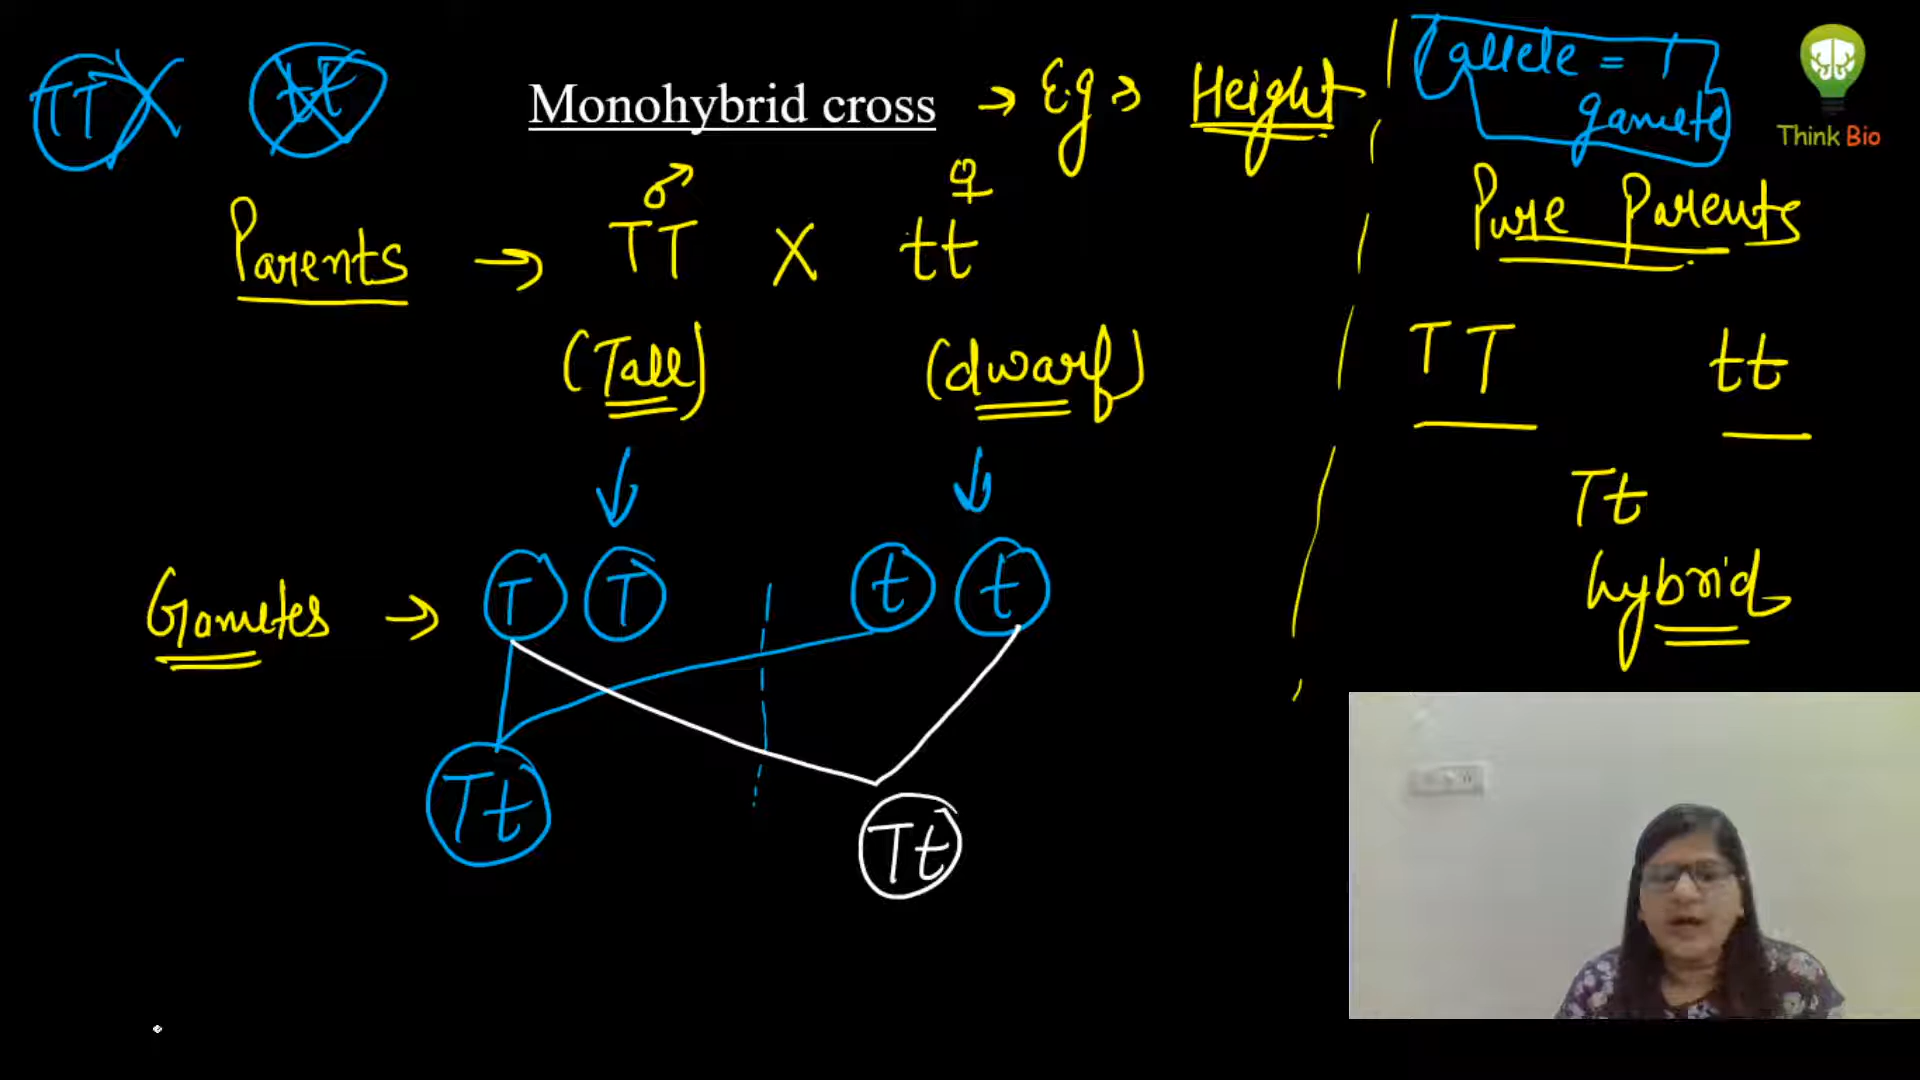 TT X tt
Monohybrid cross → E.g → Height
1 allele = 1
gamete
Think Bio
Pure Parents
♂ ♀
Parents → TT X tt
(Tall) (dwarf)
TT tt
Tt
hybrid
Gametes → T T t t
Tt Tt